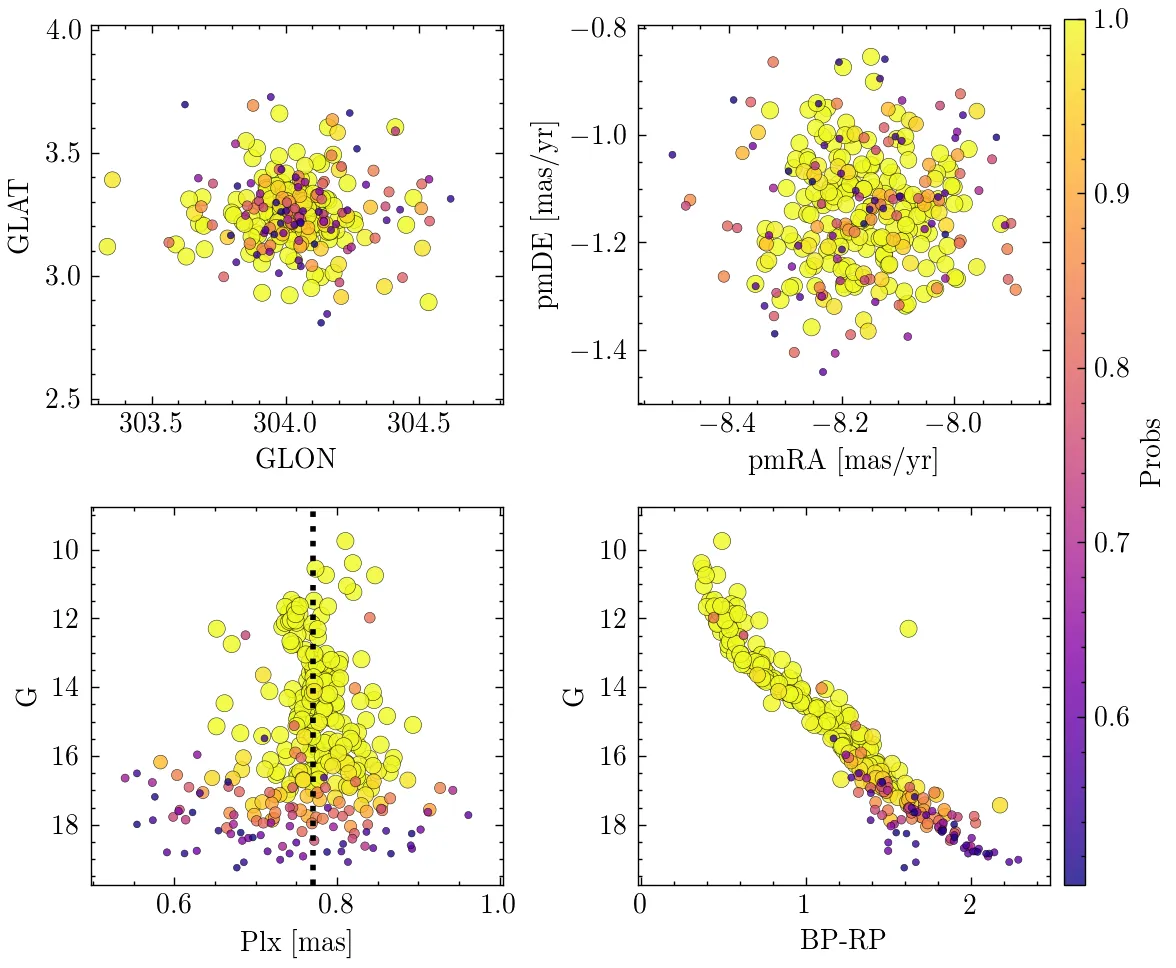 4.0
3.5
3.0
2.5
GLAT
303.5 304.0 304.5
GLON
−0.8
−1.0
−1.2
−1.4
pmDE [mas/yr]
−8.4 −8.2 −8.0
pmRA [mas/yr]
1.0
0.9
0.8
0.7
0.6
Probs
10
12
14
16
18
G
0.6 0.8 1.0
Plx [mas]
10
12
14
16
18
G
0 1 2
BP-RP